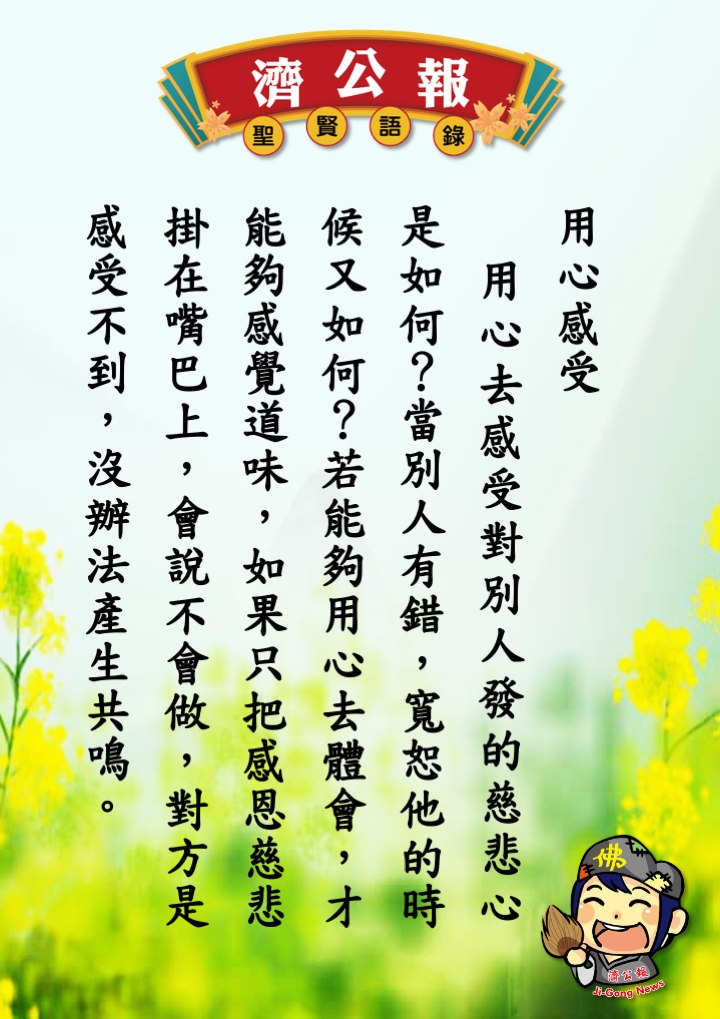 濟公報
聖賢語錄
用心感受
用心去感受對別人發的慈悲心
是如何？當別人有錯，寬恕他的時
候又如何？若能夠用心去體會，才
能夠感覺道味，如果只把感恩慈悲
掛在嘴巴上，會說不會做，對方是
感受不到，沒辦法產生共鳴。
佛
濟公報
Ji-Gong News